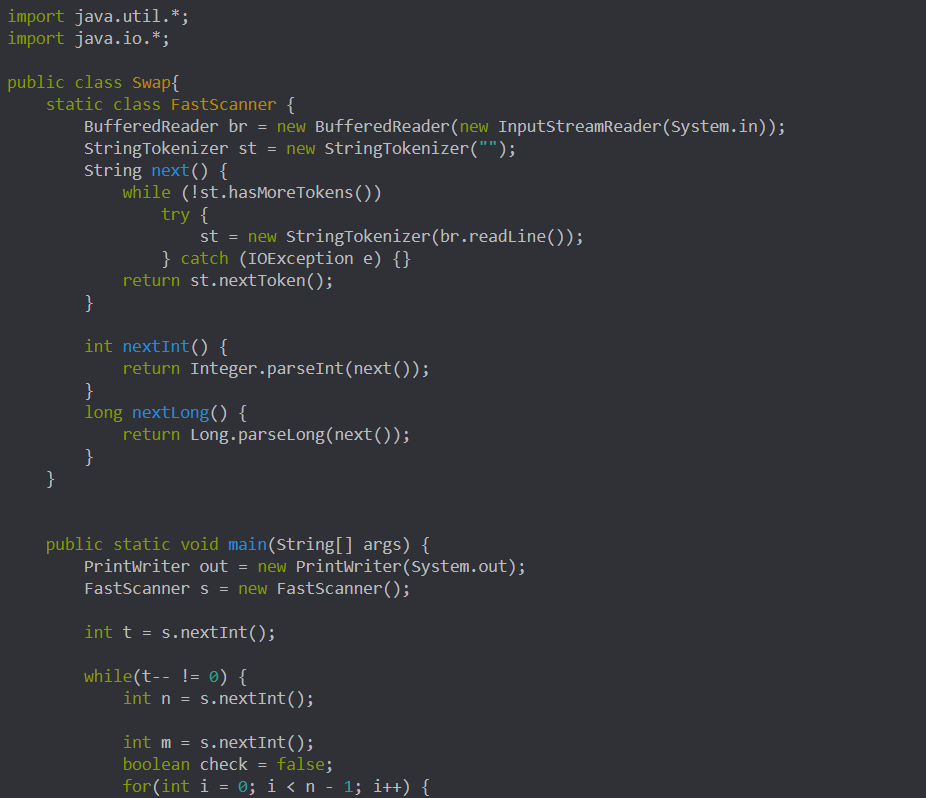 import java.util.*;
import java.io.*;

public class Swap{
    static class FastScanner {
        BufferedReader br = new BufferedReader(new InputStreamReader(System.in));
        StringTokenizer st = new StringTokenizer("");
        String next() {
            while (!st.hasMoreTokens())
                try {
                    st = new StringTokenizer(br.readLine());
                } catch (IOException e) {}
            return st.nextToken();
        }

        int nextInt() {
            return Integer.parseInt(next());
        }
        long nextLong() {
            return Long.parseLong(next());
        }
    }


    public static void main(String[] args) {
        PrintWriter out = new PrintWriter(System.out);
        FastScanner s = new FastScanner();

        int t = s.nextInt();

        while(t-- != 0) {
            int n = s.nextInt();

            int m = s.nextInt();
            boolean check = false;
            for(int i = 0; i < n - 1; i++) {